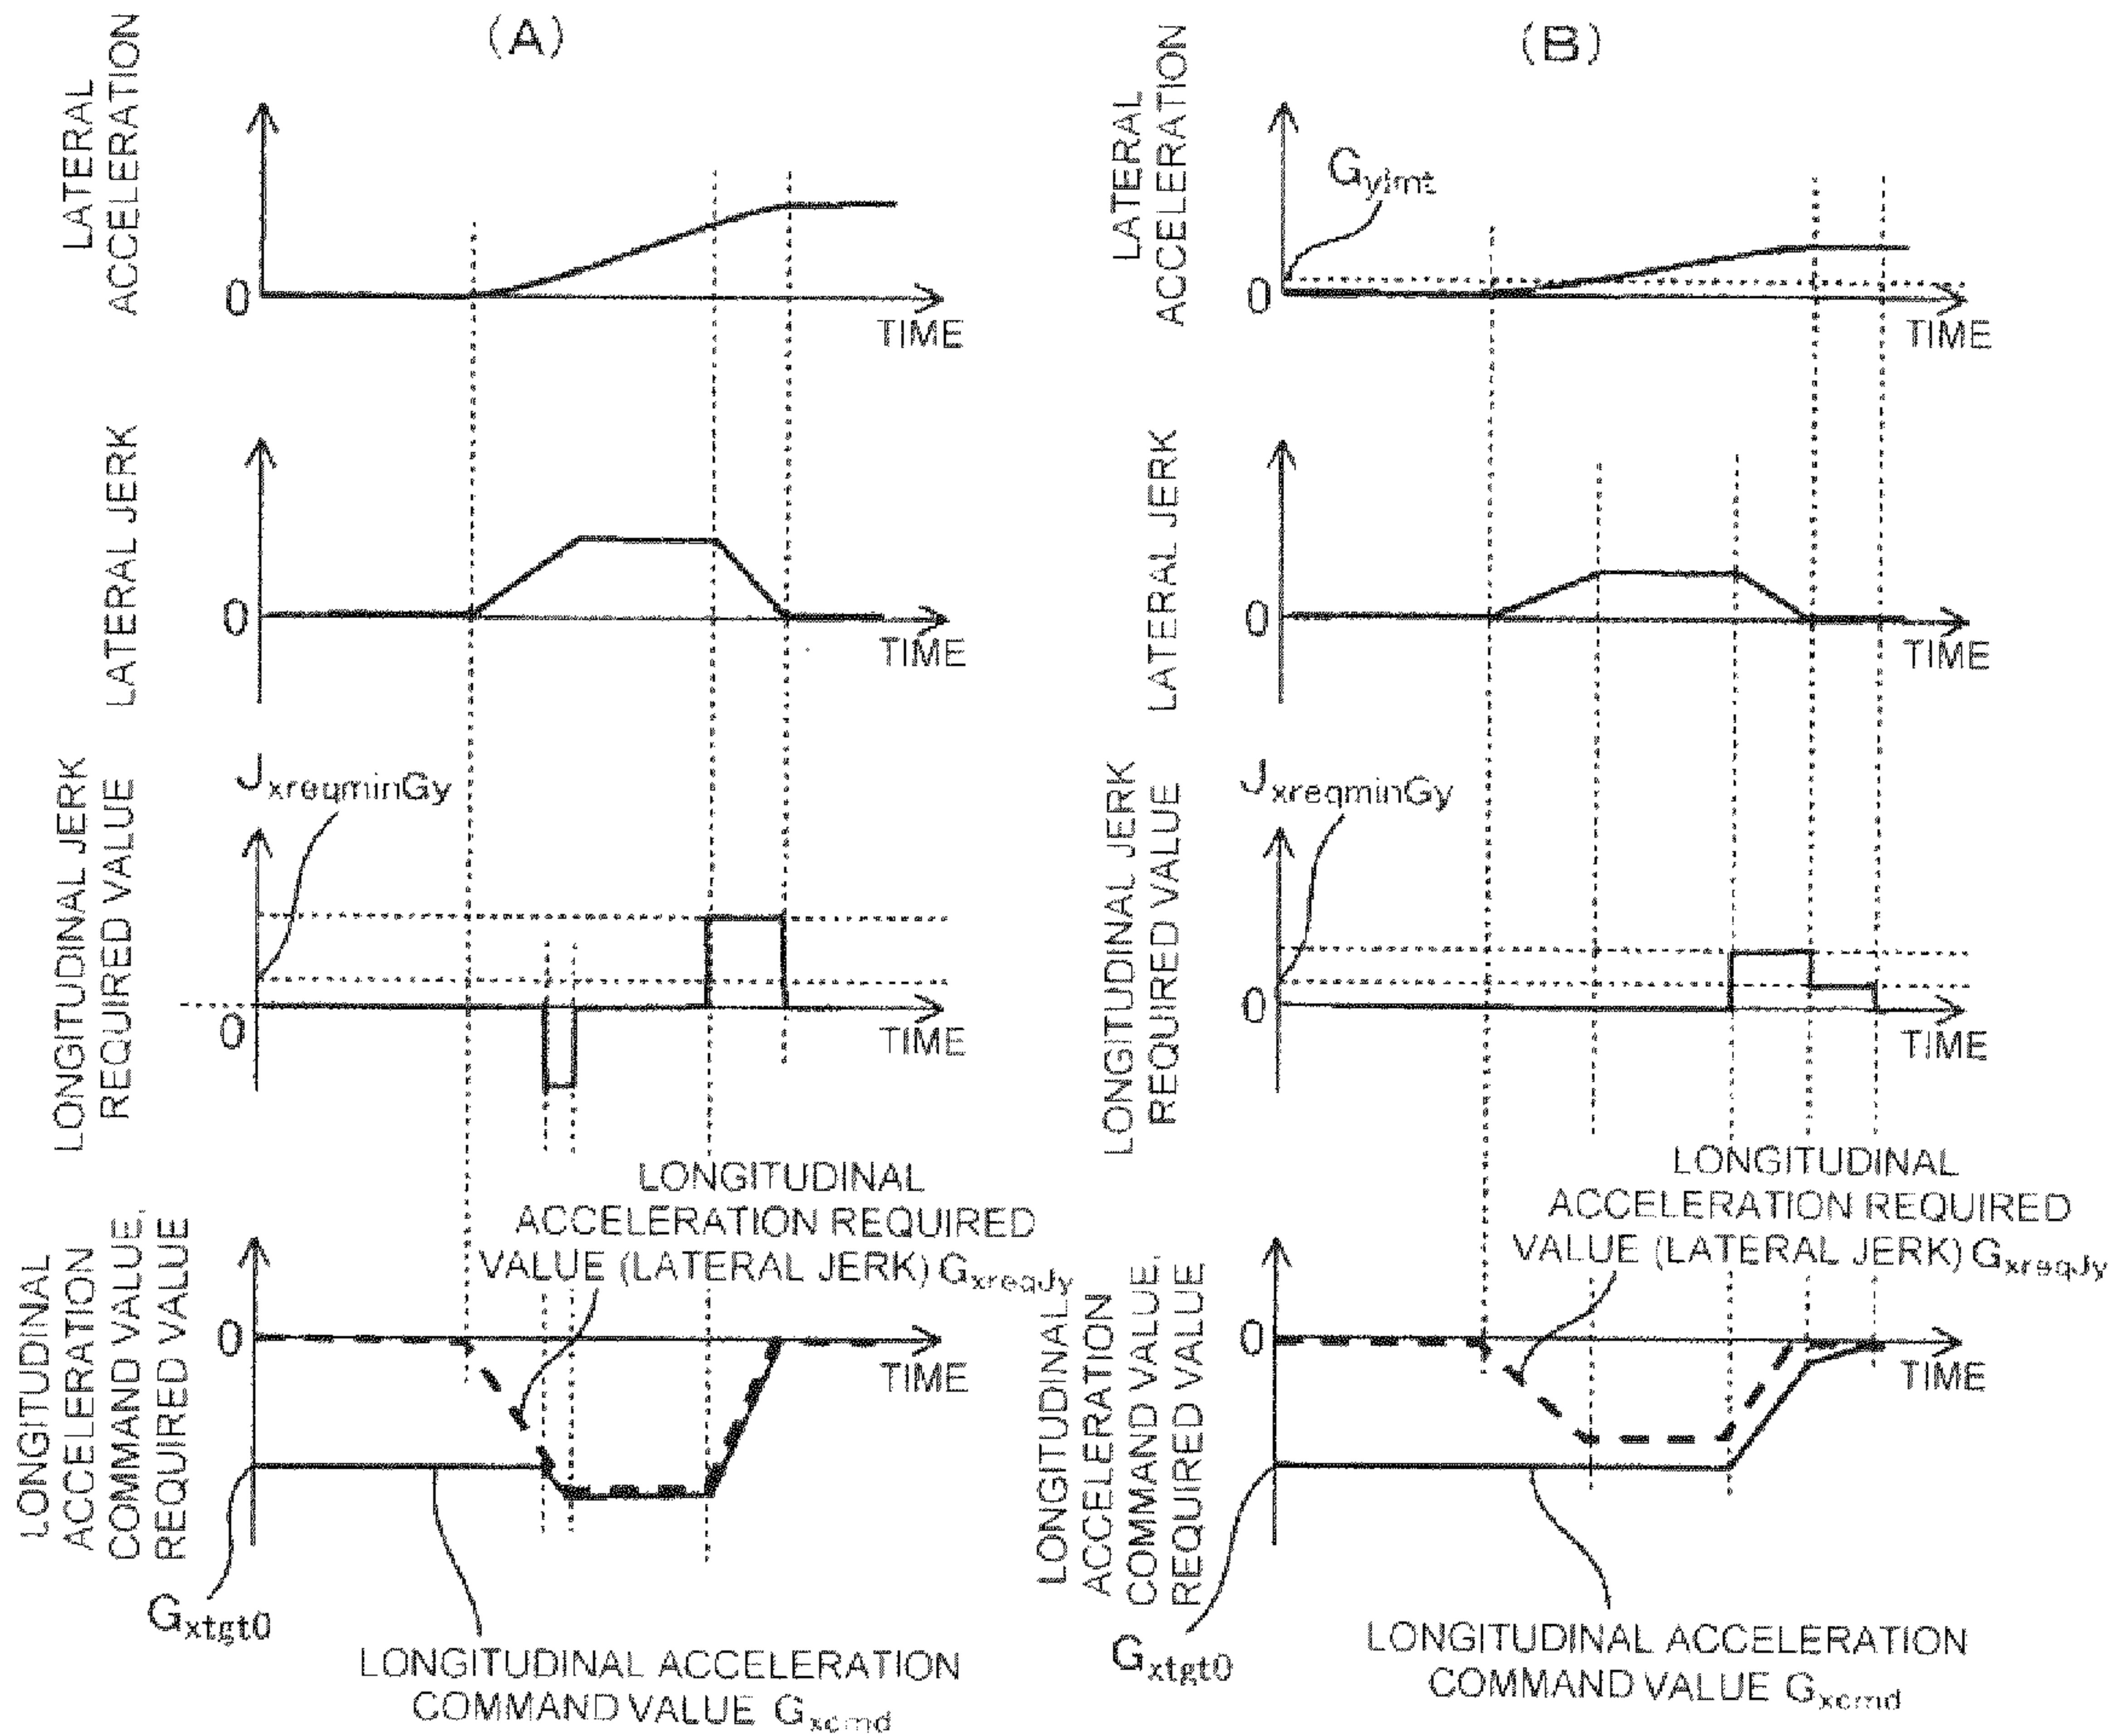 (A)
LATERAL
ACCELERATION
0
TIME
LATERAL JERK
0
TIME
LONGITUDINAL JERK
REQUIRED VALUE
JxreqminGy
0
TIME
LONGITUDINAL
ACCELERATION REQUIRED
VALUE (LATERAL JERK) GxreqJy
LONGITUDINAL
ACCELERATION
COMMAND VALUE,
REQUIRED VALUE
0
TIME
Gxtgt0
LONGITUDINAL ACCELERATION
COMMAND VALUE Gxcmd
(B)
LATERAL
ACCELERATION
Gylmt
0
TIME
LATERAL JERK
0
TIME
LONGITUDINAL JERK
REQUIRED VALUE
JxreqminGy
0
TIME
LONGITUDINAL
ACCELERATION REQUIRED
VALUE (LATERAL JERK) GxreqJy
LONGITUDINAL
ACCELERATION
COMMAND VALUE,
REQUIRED VALUE
0
TIME
Gxtgt0
LONGITUDINAL ACCELERATION
COMMAND VALUE Gxcmd